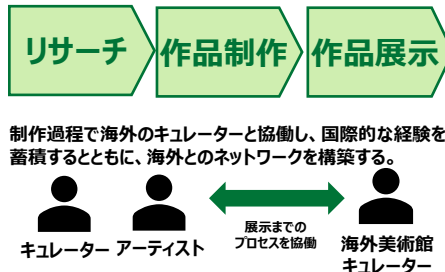 リサーチ
作品制作
作品展示
制作過程で海外のキュレーターと協働し、国際的な経験を
蓄積するとともに、海外とのネットワークを構築する。
キュレーター
アーティスト
展示までの
プロセスを協働
海外美術館
キュレーター